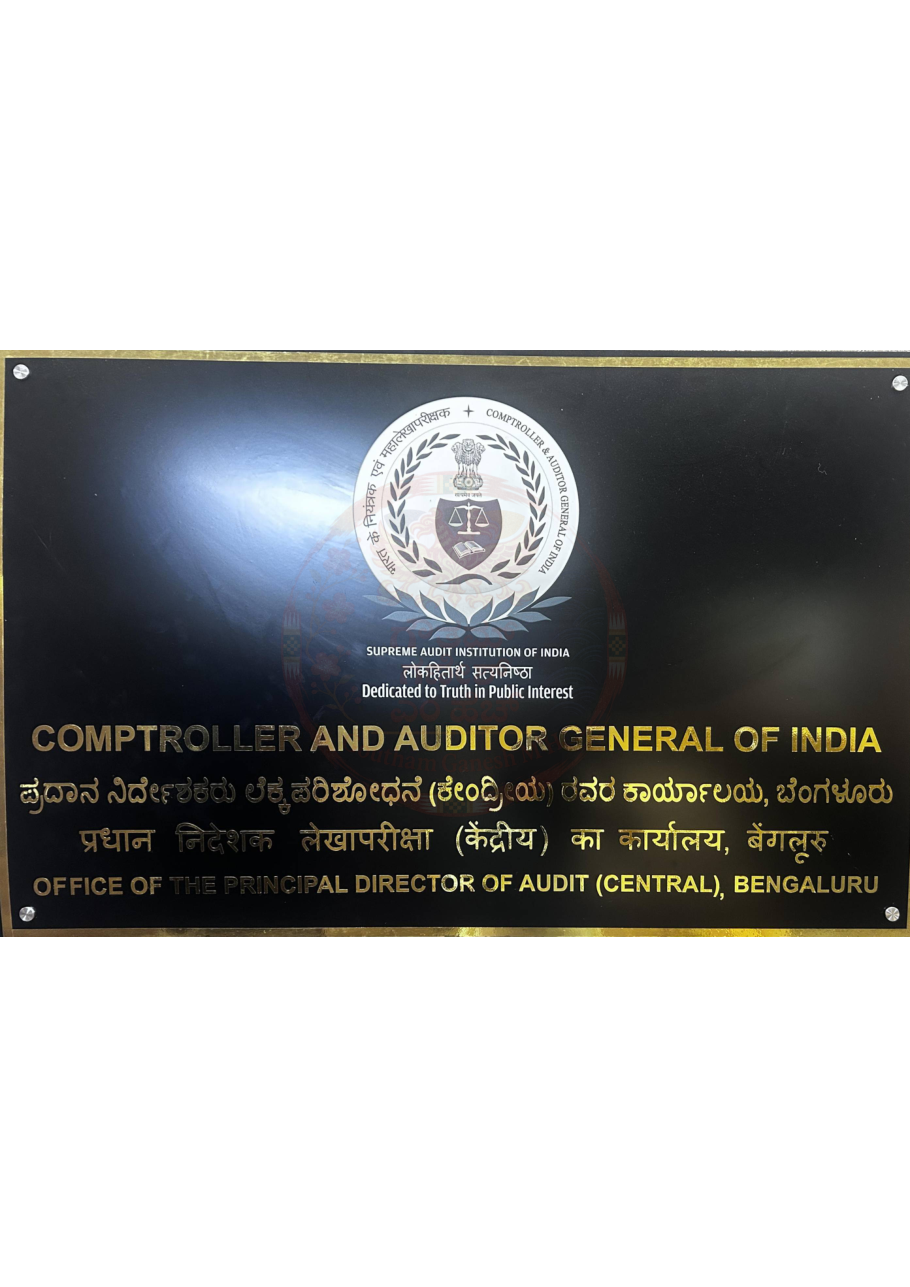 भारत के नियंत्रक एवं महालेखापरीक्षक
COMPTROLLER & AUDITOR GENERAL OF INDIA
सत्यमेव जयते
SUPREME AUDIT INSTITUTION OF INDIA
लोकहितार्थ सत्यनिष्ठा
Dedicated to Truth in Public Interest
COMPTROLLER AND AUDITOR GENERAL OF INDIA
ಪ್ರದಾನ ನಿರ್ದೇಶಕರು ಲೆಕ್ಕಪರಿಶೋಧನೆ (ಕೇಂದ್ರೀಯ) ರವರ ಕಾರ್ಯಾಲಯ, ಬೆಂಗಳೂರು
प्रधान निदेशक लेखापरीक्षा (केंद्रीय) का कार्यालय, बेंगलूरु
OFFICE OF THE PRINCIPAL DIRECTOR OF AUDIT (CENTRAL), BENGALURU